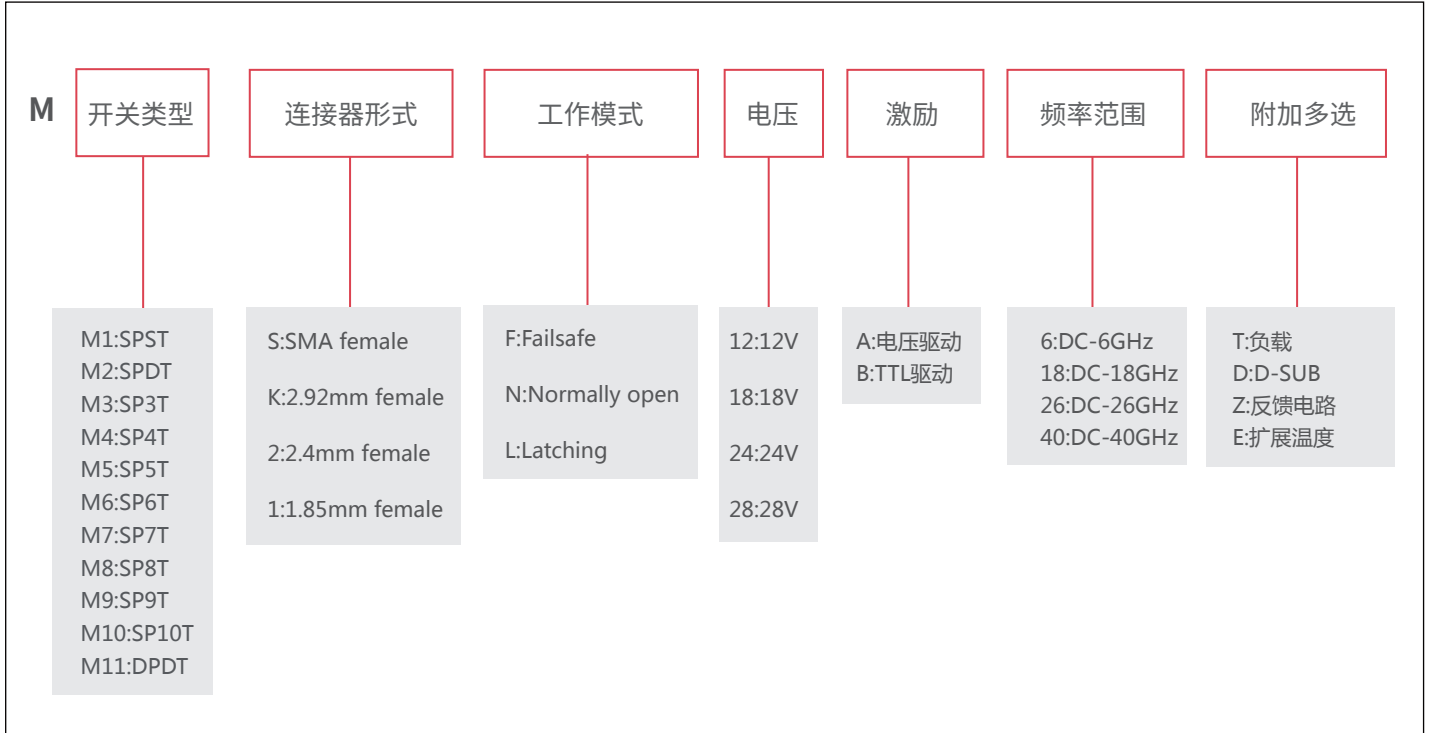 M
开关类型
连接器形式
工作模式
电压
激励
频率范围
附加多选
M1:SPST
M2:SPDT
M3:SP3T
M4:SP4T
M5:SP5T
M6:SP6T
M7:SP7T
M8:SP8T
M9:SP9T
M10:SP10T
M11:DPDT
S:SMA female
K:2.92mm female
2:2.4mm female
1:1.85mm female
F:Failsafe
N:Normally open
L:Latching
12:12V
18:18V
24:24V
28:28V
A:电压驱动
B:TTL驱动
6:DC-6GHz
18:DC-18GHz
26:DC-26GHz
40:DC-40GHz
T:负载
D:D-SUB
Z:反馈电路
E:扩展温度